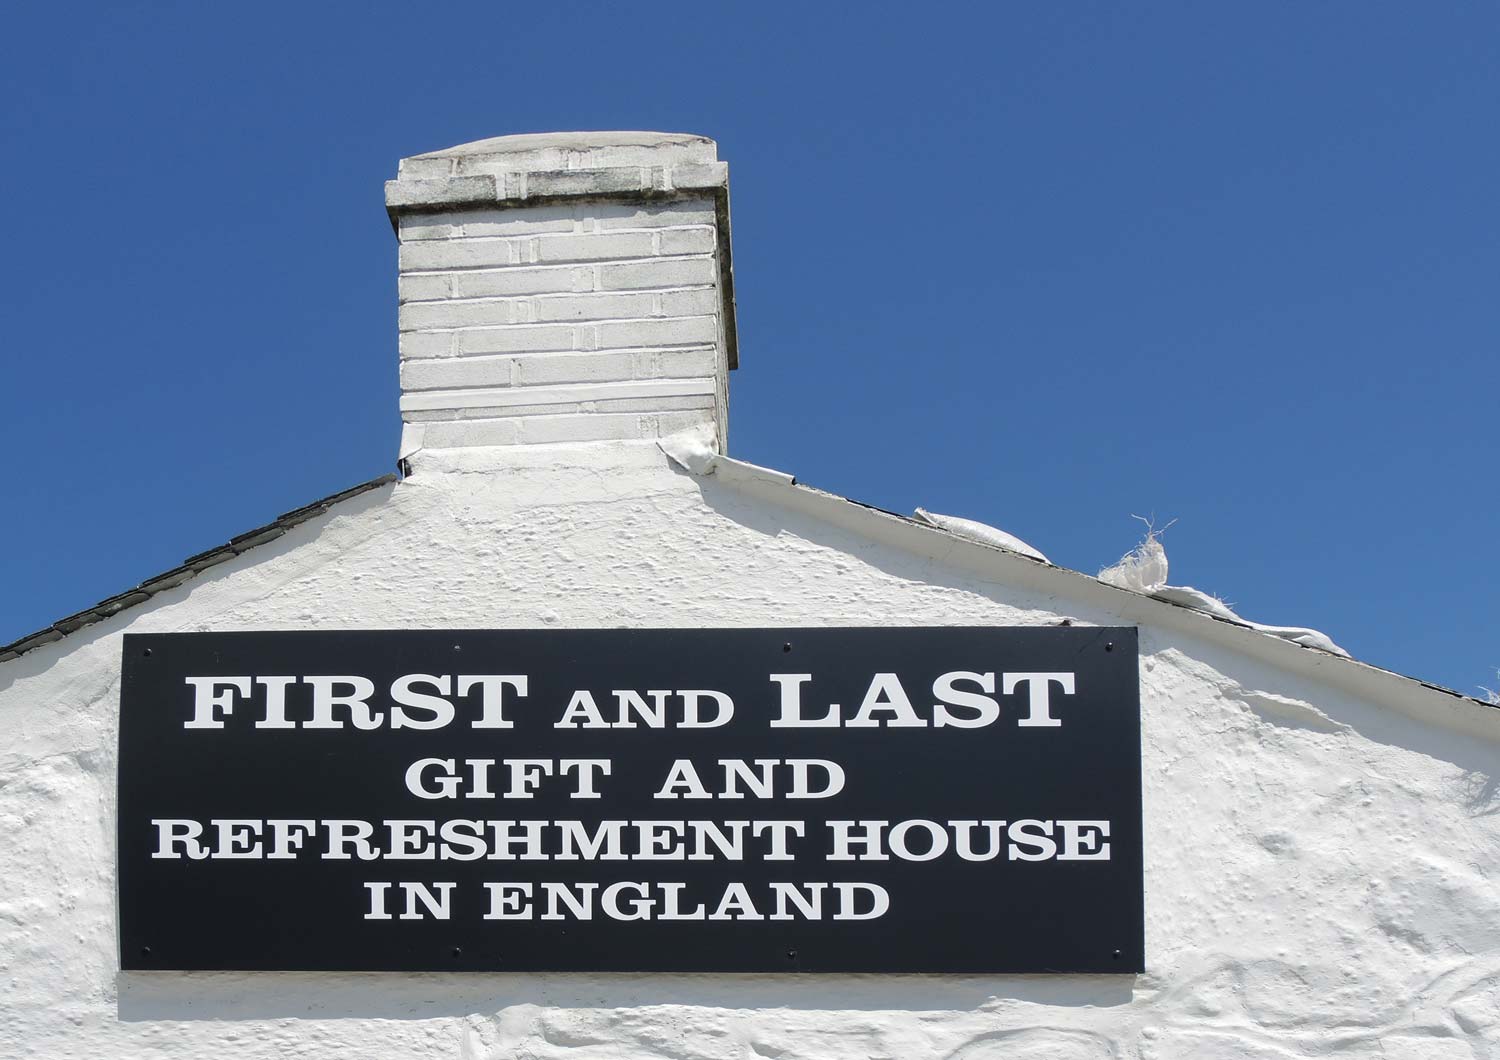 FIRST AND LAST
GIFT AND
REFRESHMENT HOUSE
IN ENGLAND